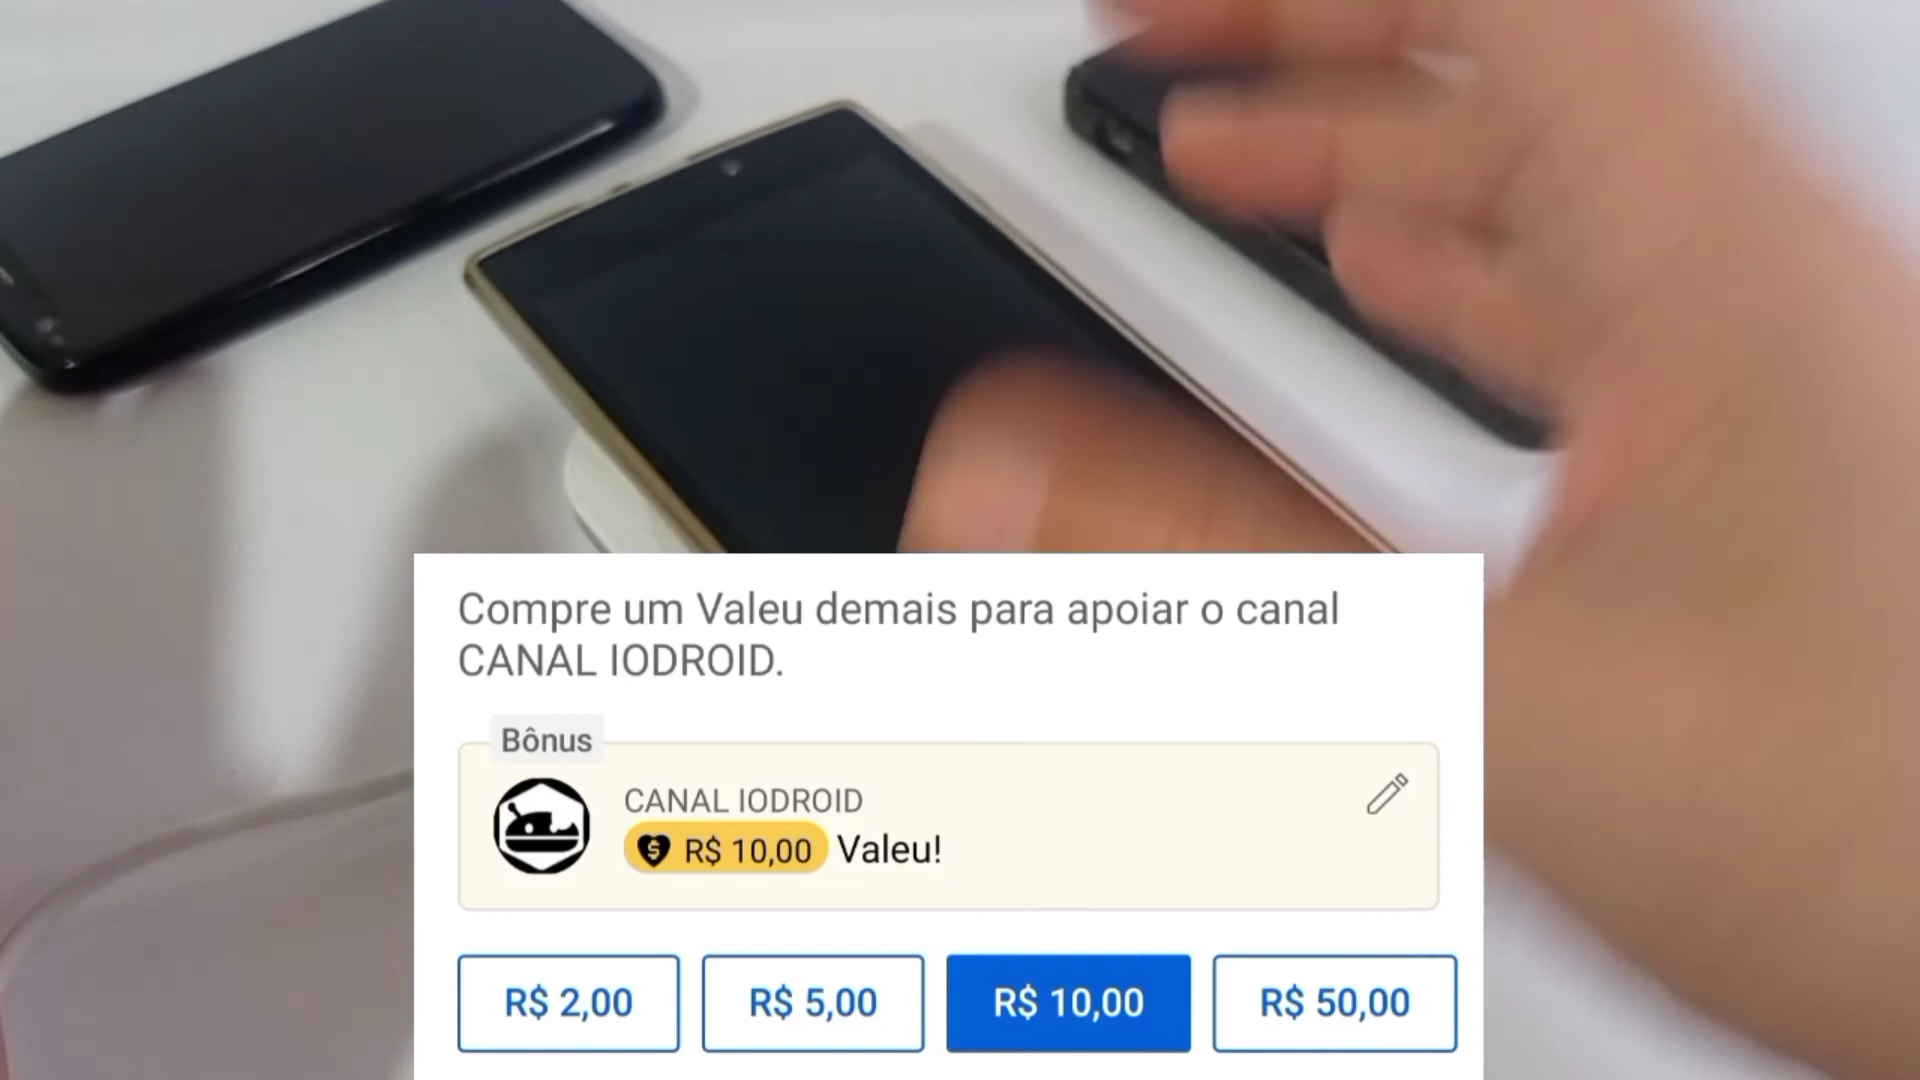 Compre um Valeu demais para apoiar o canal
CANAL IODROID.
Bônus
CANAL IODROID
R$ 10,00 Valeu!
R$ 2,00
R$ 5,00
R$ 10,00
R$ 50,00